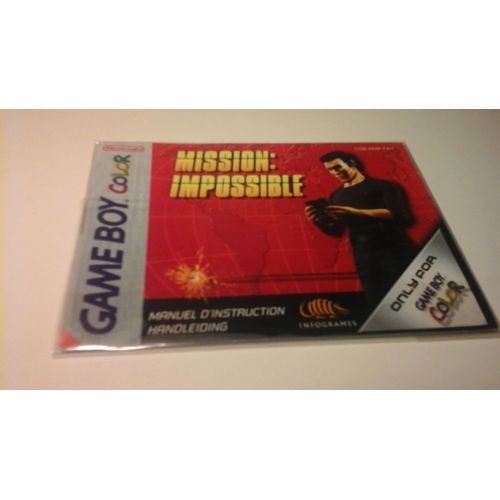 Nintendo
GAME BOY COLOR
MISSION:
IMPOSSIBLE
MANUEL D'INSTRUCTION
HANDLEIDING
INFOGRAMES
ONLY FOR
GAME BOY
COLOR